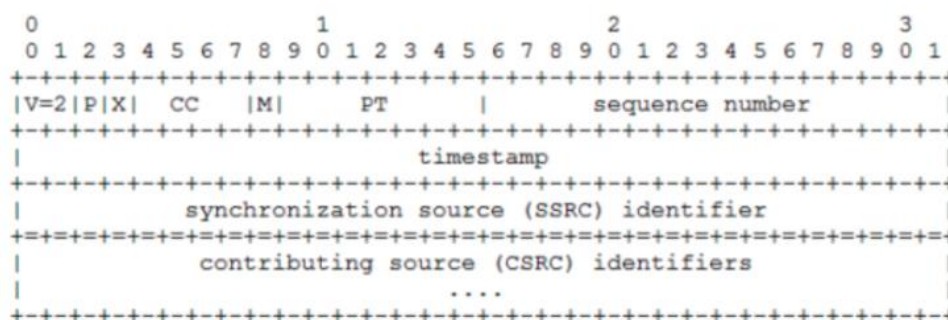 0                   1                   2                   3
 0 1 2 3 4 5 6 7 8 9 0 1 2 3 4 5 6 7 8 9 0 1 2 3 4 5 6 7 8 9 0 1
+-+-+-+-+-+-+-+-+-+-+-+-+-+-+-+-+-+-+-+-+-+-+-+-+-+-+-+-+-+-+-+-
|V=2|P|X|  CC   |M|     PT      |       sequence number         |
+-+-+-+-+-+-+-+-+-+-+-+-+-+-+-+-+-+-+-+-+-+-+-+-+-+-+-+-+-+-+-+-
|                           timestamp                           |
+-+-+-+-+-+-+-+-+-+-+-+-+-+-+-+-+-+-+-+-+-+-+-+-+-+-+-+-+-+-+-+-
|           synchronization source (SSRC) identifier            |
+=+=+=+=+=+=+=+=+=+=+=+=+=+=+=+=+=+=+=+=+=+=+=+=+=+=+=+=+=+=+=+=
|            contributing source (CSRC) identifiers             |
|                             ....                              |
+-+-+-+-+-+-+-+-+-+-+-+-+-+-+-+-+-+-+-+-+-+-+-+-+-+-+-+-+-+-+-+-